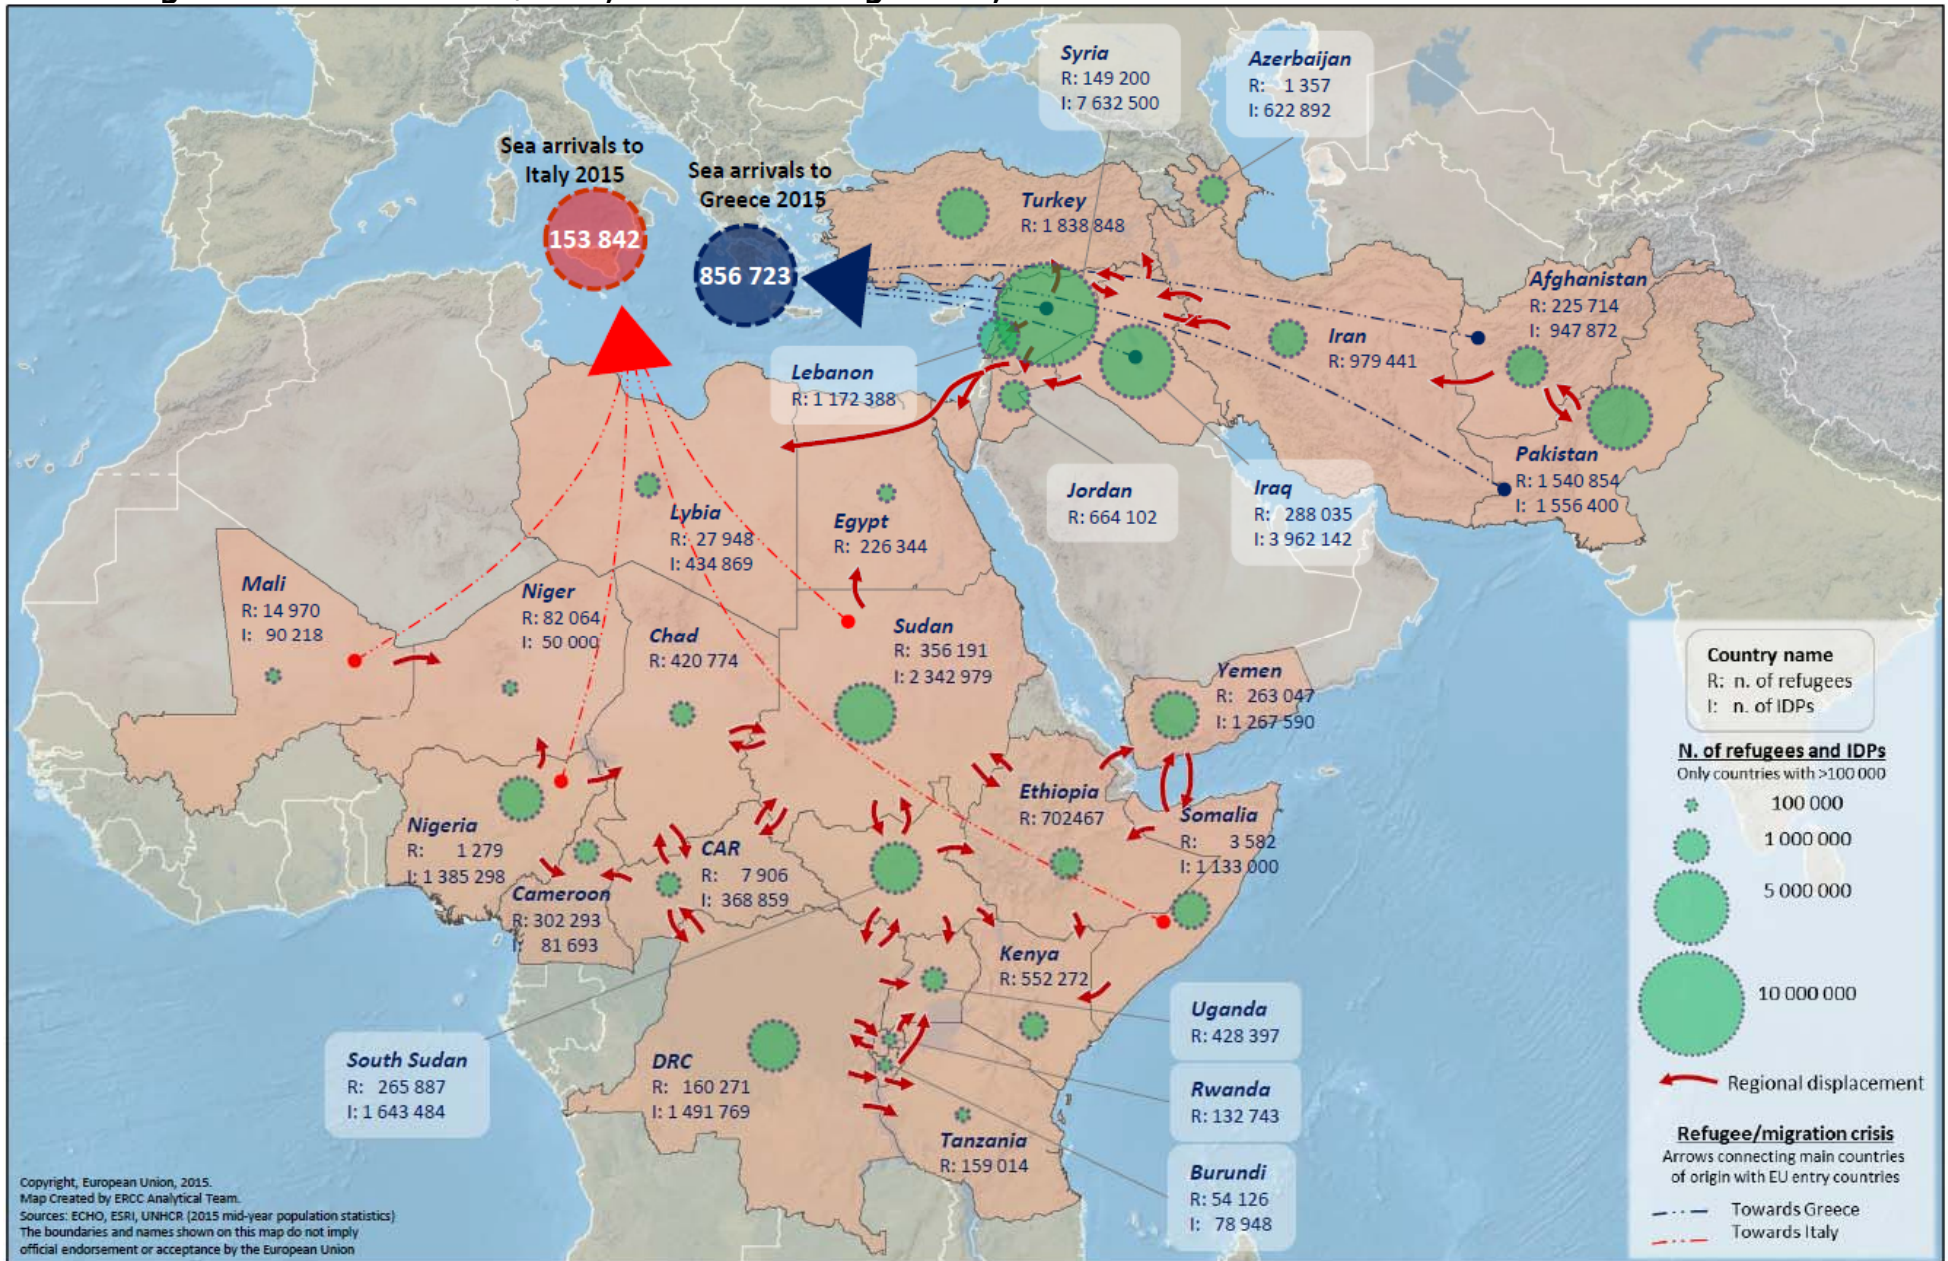 Syria
R: 149 200
I: 7 632 500
Azerbaijan
R: 1 357
I: 622 892
Sea arrivals to
Italy 2015
153 842
Sea arrivals to
Greece 2015
856 723
Turkey
R: 1 838 848
Afghanistan
R: 225 714
I: 947 872
Iran
R: 979 441
Lebanon
R: 1 172 388
Pakistan
R: 1 540 854
I: 1 556 400
Jordan
R: 664 102
Iraq
R: 288 035
I: 3 962 142
Lybia
R: 27 948
I: 434 869
Egypt
R: 226 344
Mali
R: 14 970
I: 90 218
Niger
R: 82 064
I: 50 000
Chad
R: 420 774
Sudan
R: 356 191
I: 2 342 979
Yemen
R: 263 047
I: 1 267 590
Ethiopia
R: 702467
Somalia
R: 3 582
I: 1 133 000
Nigeria
R: 1 279
I: 1 385 298
CAR
R: 7 906
I: 368 859
Cameroon
R: 302 293
I: 81 693
Kenya
R: 552 272
Uganda
R: 428 397
South Sudan
R: 265 887
I: 1 643 484
DRC
R: 160 271
I: 1 491 769
Rwanda
R: 132 743
Tanzania
R: 159 014
Burundi
R: 54 126
I: 78 948
Country name
R: n. of refugees
I: n. of IDPs
N. of refugees and IDPs
Only countries with >100 000
100 000
1 000 000
5 000 000
10 000 000
Regional displacement
Refugee/migration crisis
Arrows connecting main countries
of origin with EU entry countries
Towards Greece
Towards Italy
Copyright, European Union, 2015.
Map Created by ERCC Analytical Team.
Sources: ECHO, ESRI, UNHCR (2015 mid-year population statistics)
The boundaries and names shown on this map do not imply
official endorsement or acceptance by the European Union